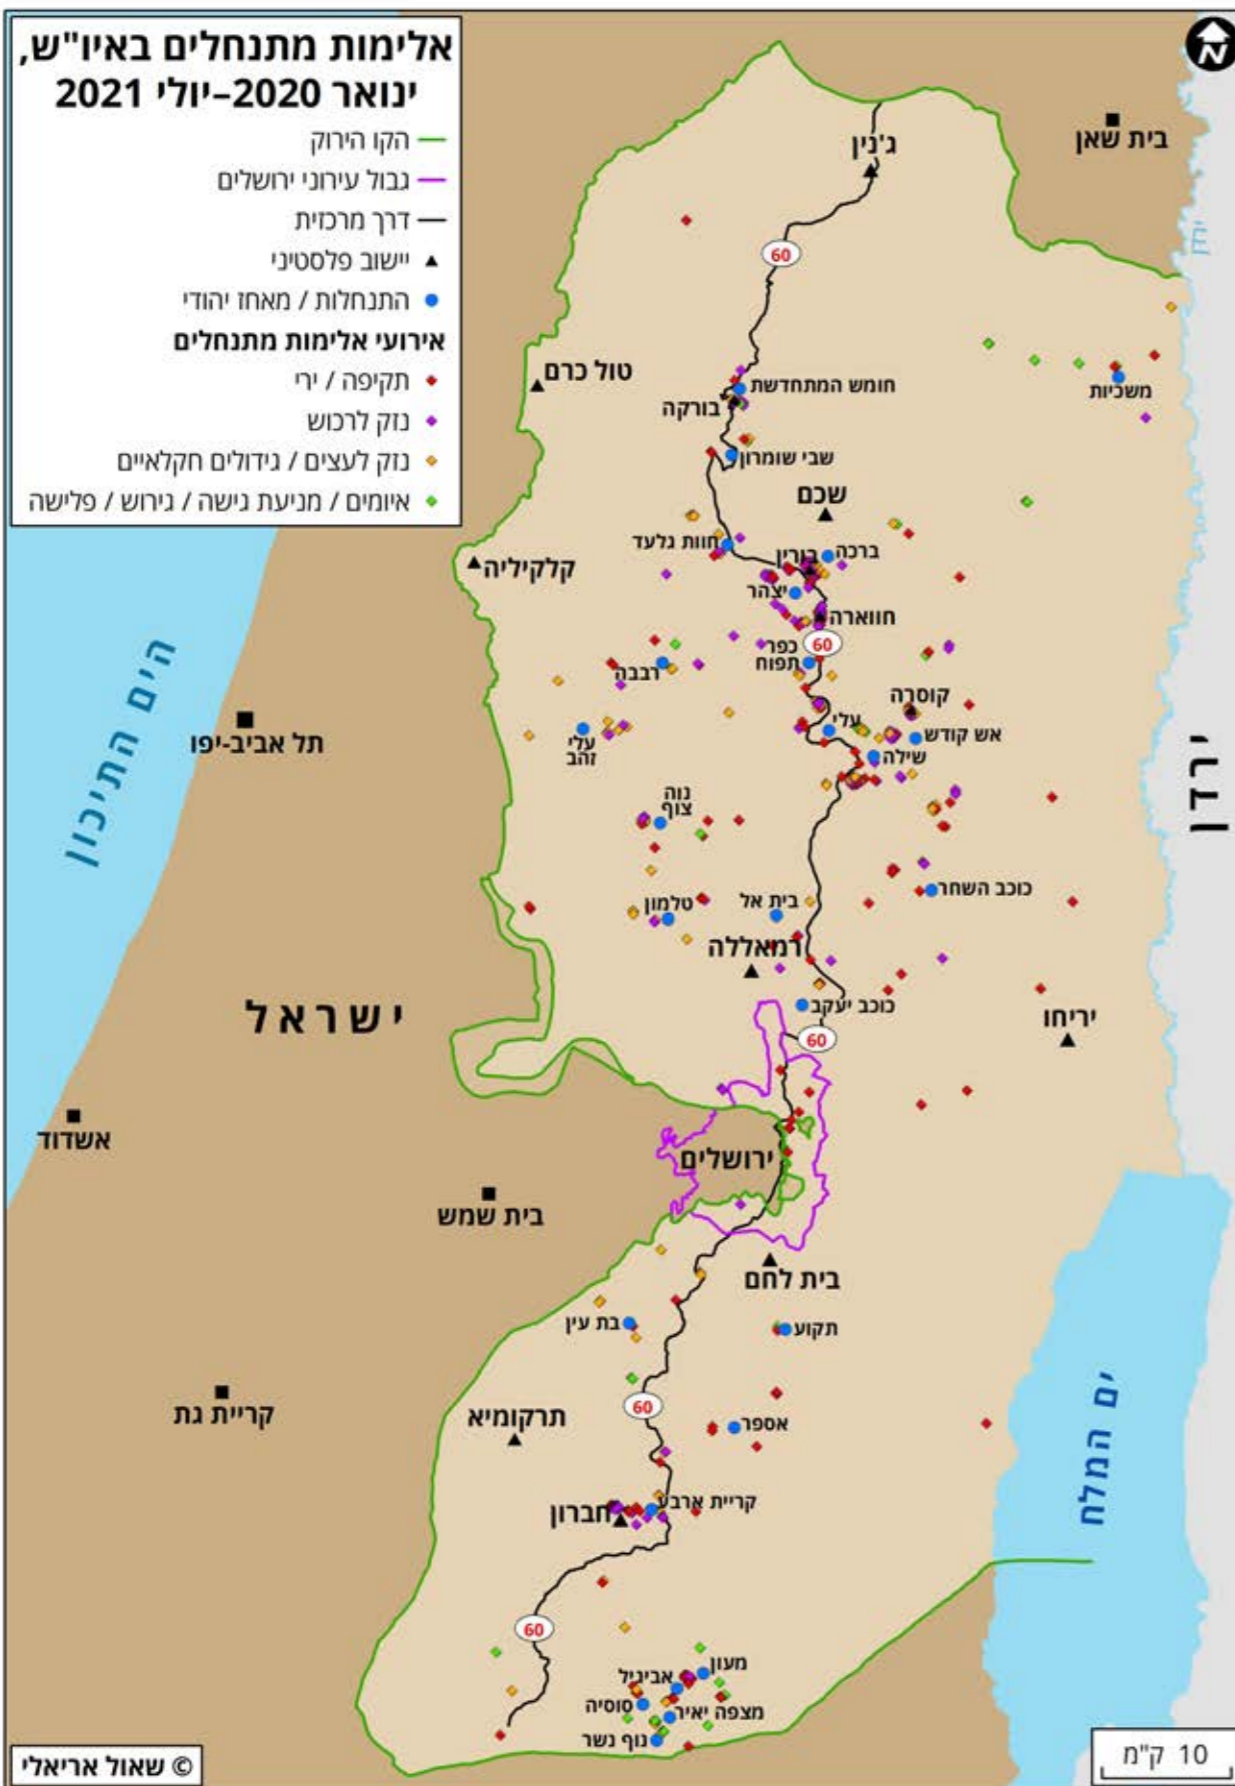 אלימות מתנחלים באיו"ש,
ינואר 2020–יולי 2021
הקו הירוק
גבול עירוני ירושלים
דרך מרכזית
יישוב פלסטיני
התנחלות / מאחז יהודי
אירועי אלימות מתנחלים
תקיפה / ירי
נזק לרכוש
נזק לעצים / גידולים חקלאיים
איומים / מניעת גישה / גירוש / פלישה
N
בית שאן
ג'נין
ירדן
60
טול כרם
חומש המתחדשת
משכיות
בורקה
שבי שומרון
שכם
חוות גלעד
ברכה
בורין
קלקיליה
יצהר
חווארה
60
כפר
תפוח
רבבה
קוסרה
הים התיכון
תל אביב-יפו
עלי
זהב
עלי
אש קודש
שילה
ירדן
נוה
צוף
כוכב השחר
טלמון
בית אל
רמאללה
ישראל
כוכב יעקב
יריחו
60
אשדוד
ירושלים
בית שמש
בית לחם
בת עין
תקוע
קריית גת
60
תרקומיא
אספר
ים המלח
קריית ארבע
חברון
60
מעון
אביגיל
סוסיה
מצפה יאיר
נוף נשר
© שאול אריאלי
10 ק"מ